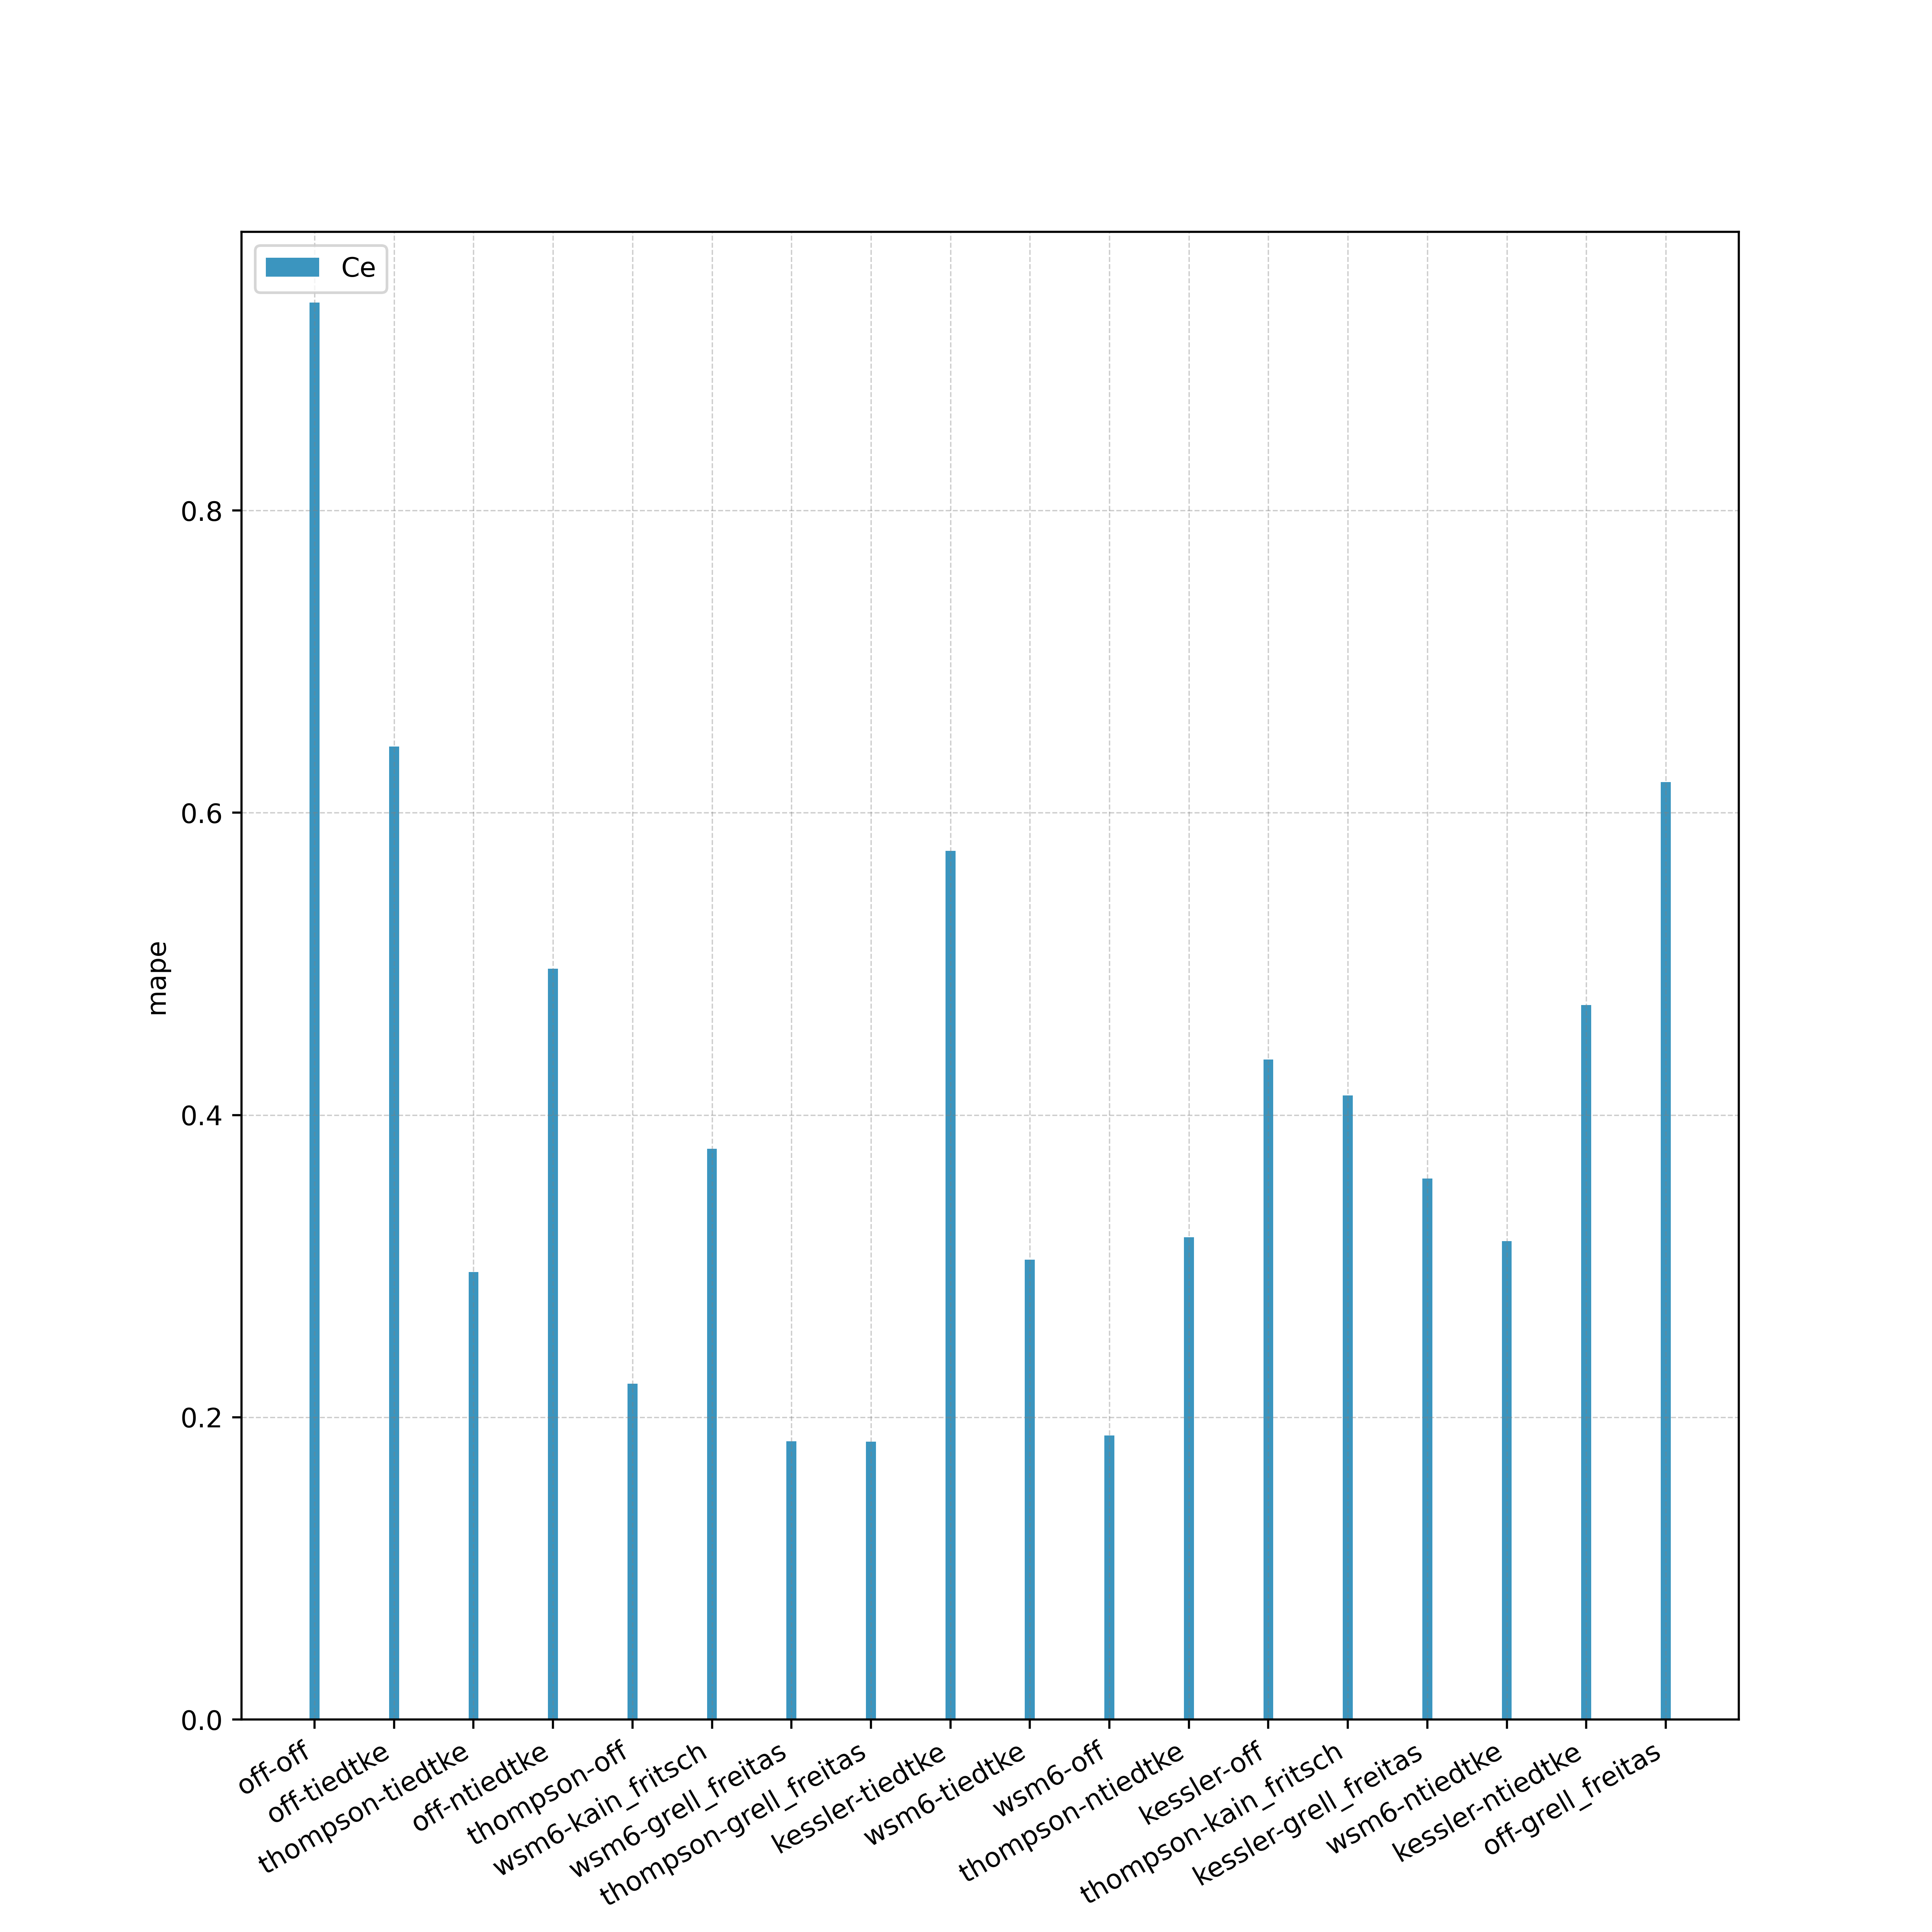 Ce
0.8
0.6
0.4
0.2
0.0
mape
off-off
off-tiedtke
thompson-tiedtke
off-ntiedtke
thompson-off
wsm6-kain_fritsch
wsm6-grell_freitas
thompson-grell_freitas
kessler-tiedtke
wsm6-tiedtke
wsm6-off
thompson-ntiedtke
kessler-off
thompson-kain_fritsch
kessler-grell_freitas
wsm6-ntiedtke
kessler-ntiedtke
off-grell_freitas